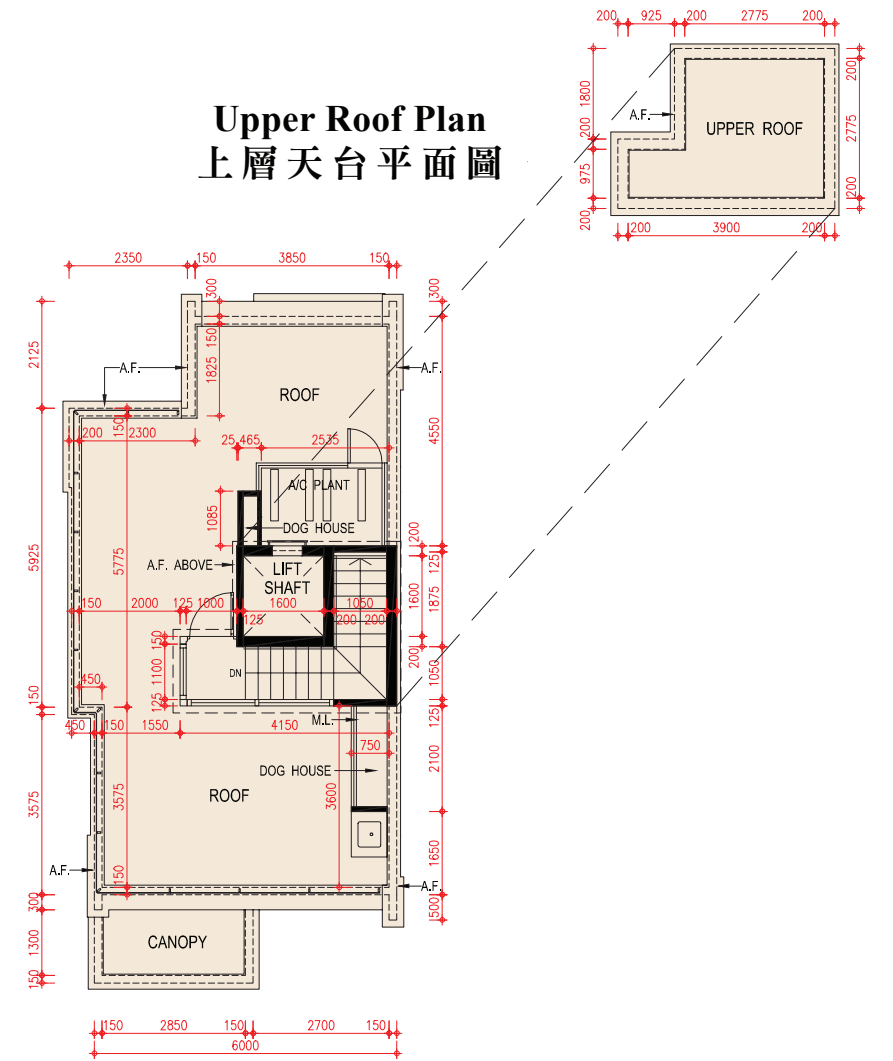 200 925 200 2775 200
1800
200
975
200
A.F.
UPPER ROOF
200
2775
200
200 3900 200
Upper Roof Plan
上層天台平面圖
2350 150 3850 150
300
300
2125
A.F.
A.F.
150
1825
ROOF
4550
150
200 2300
25 465 2535
A/C PLANT
1085
DOG HOUSE
200
125
5925
5775
A.F. ABOVE
LIFT
SHAFT
1600
1875
150 2000 125 1000 1600 1050
125
200 200
150
200
1100
DN
1050
450
125
150
125
450 150 1550 4150
M.L.
750
2100
DOG HOUSE
3575
3575
ROOF
3600
1650
A.F.
150
A.F.
300
500
1300
CANOPY
150
150 2850 150 2700 150
6000